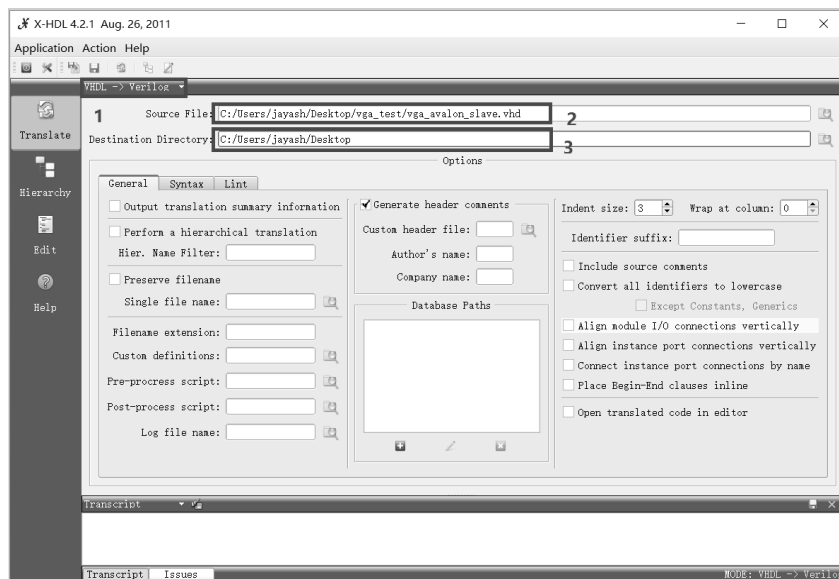 X-HDL 4.2.1 Aug. 26, 2011
Application Action Help
VHDL -> Verilog
1
Source File: C:/Users/jayash/Desktop/vga_test/vga_avalon_slave.vhd
2
Translate
Destination Directory: C:/Users/jayash/Desktop
3
Options
General Syntax Lint
Hierarchy
Edit
Help
Output translation summary information
Perform a hierarchical translation
Hier. Name Filter:
Preserve filename
Single file name:
Filename extension:
Custom definitions:
Pre-procress script:
Post-process script:
Log file name:
Generate header comments
Custom header file:
Author's name:
Company name:
Database Paths
Indent size: 3 Wrap at column: 0
Identifier suffix:
Include source comments
Convert all identifiers to lowercase
Except Constants, Generics
Align module I/O connections vertically
Align instance port connections vertically
Connect instance port connections by name
Place Begin-End clauses inline
Open translated code in editor
Transcript
Transcript Issues
MODE: VHDL -> Verilog